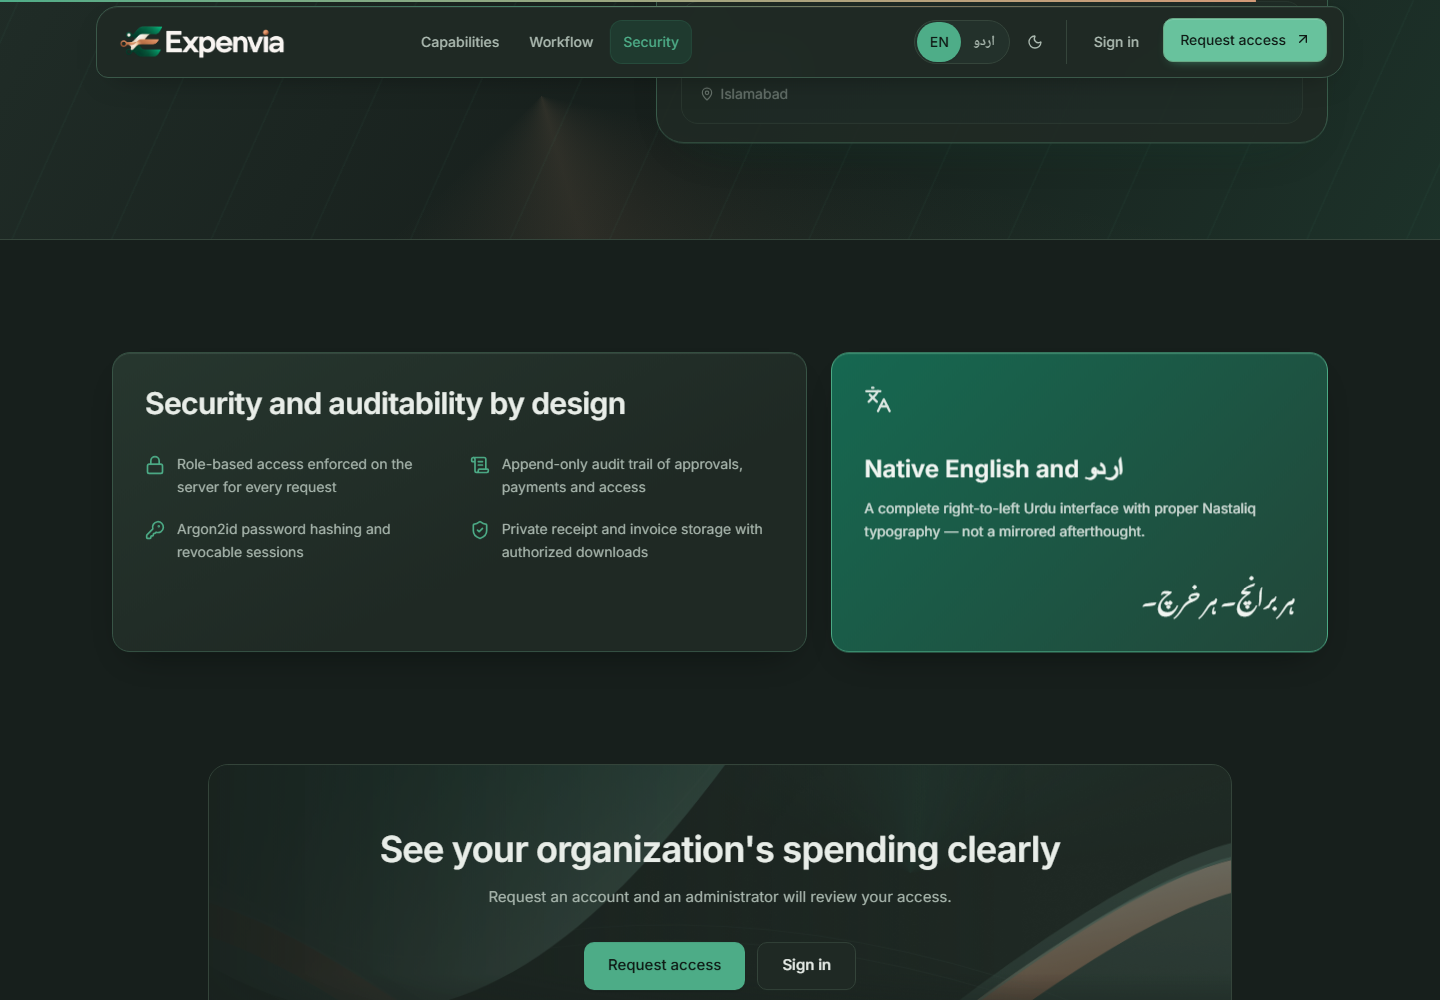 Expenvia
Capabilities
Workflow
Security
EN
اردو
Sign in
Request access
Islamabad
Security and auditability by design
Role-based access enforced on the
server for every request
Append-only audit trail of approvals,
payments and access
Argon2id password hashing and
revocable sessions
Private receipt and invoice storage with
authorized downloads
Native English and اردو
A complete right-to-left Urdu interface with proper Nastaliq
typography — not a mirrored afterthought.
ہر برانچ۔ ہر خرچ۔
See your organization's spending clearly
Request an account and an administrator will review your access.
Request access
Sign in